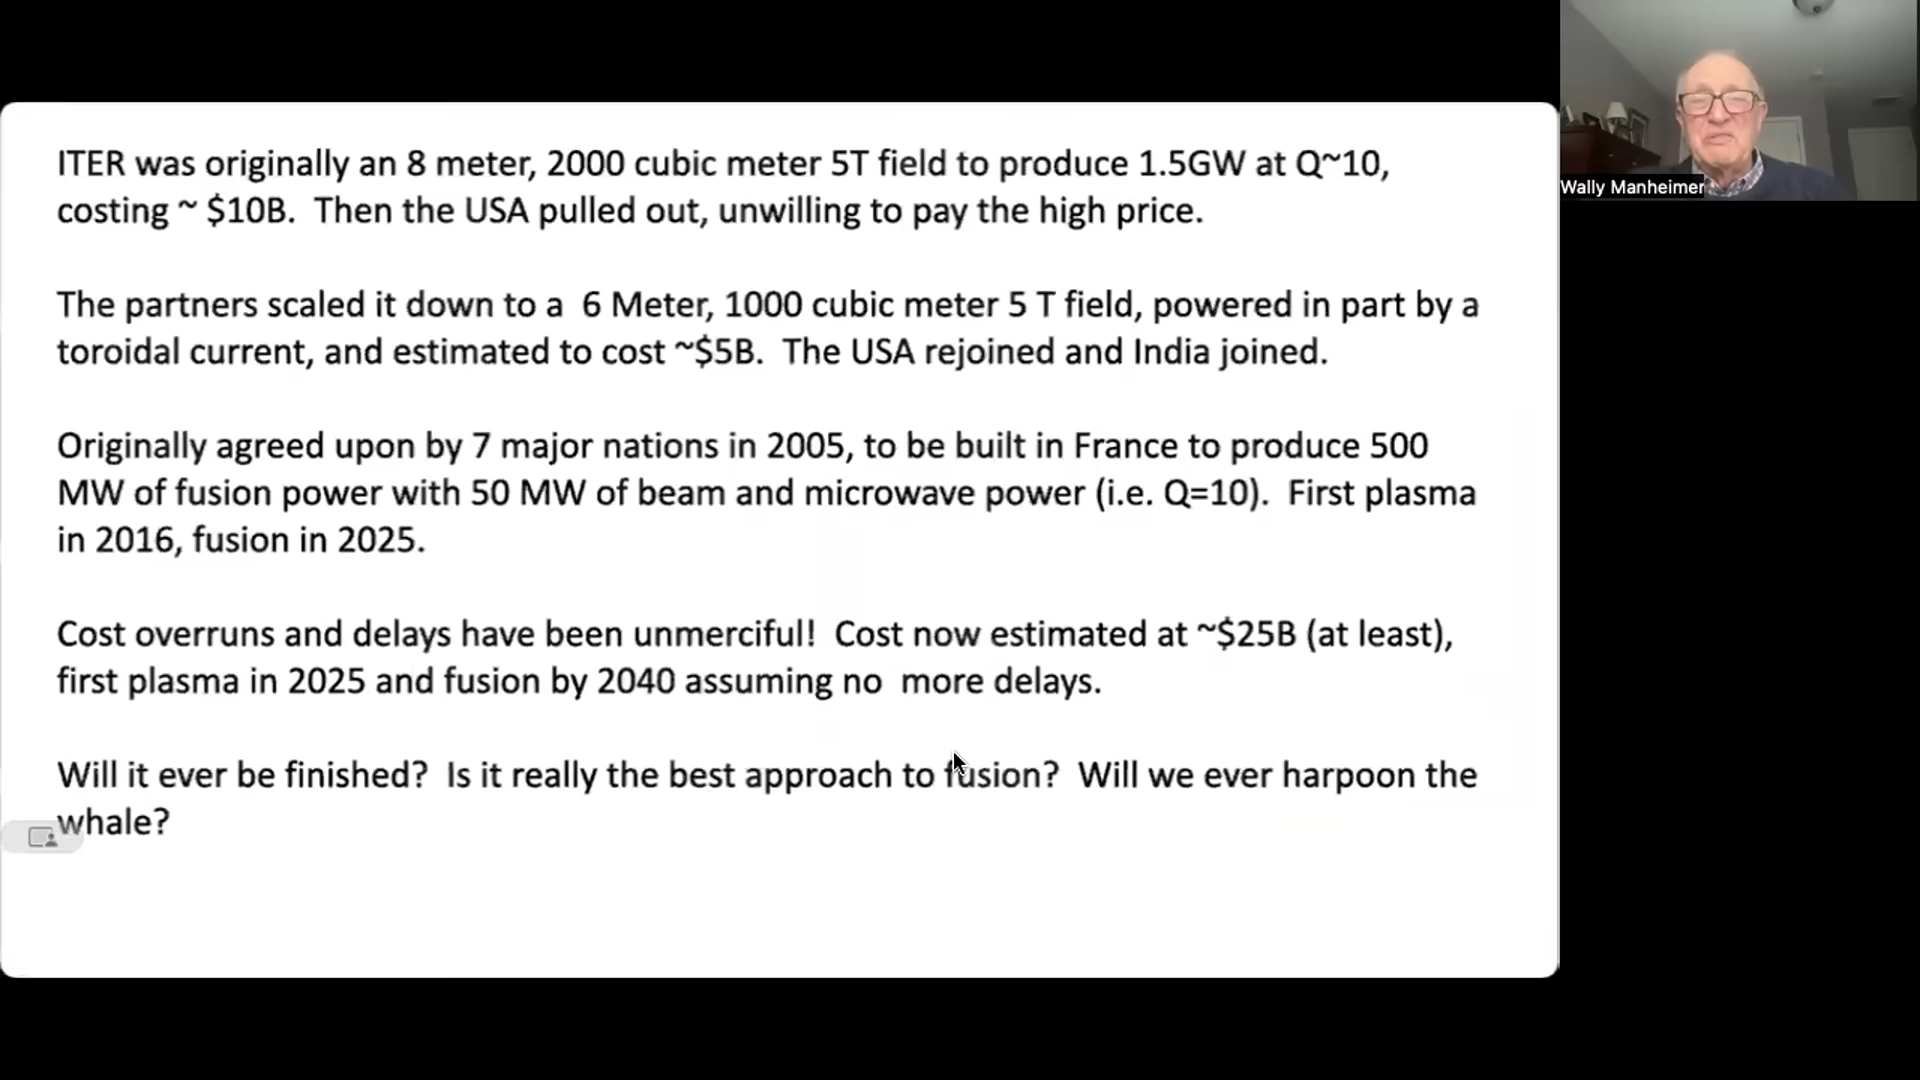 ITER was originally an 8 meter, 2000 cubic meter 5T field to produce 1.5GW at Q~10,
costing ~ $10B.  Then the USA pulled out, unwilling to pay the high price.
The partners scaled it down to a  6 Meter, 1000 cubic meter 5 T field, powered in part by a
toroidal current, and estimated to cost ~$5B.  The USA rejoined and India joined.
Originally agreed upon by 7 major nations in 2005, to be built in France to produce 500
MW of fusion power with 50 MW of beam and microwave power (i.e. Q=10).  First plasma
in 2016, fusion in 2025.
Cost overruns and delays have been unmerciful!  Cost now estimated at ~$25B (at least),
first plasma in 2025 and fusion by 2040 assuming no  more delays.
Will it ever be finished?  Is it really the best approach to fusion?  Will we ever harpoon the
whale?
Wally Manheimer